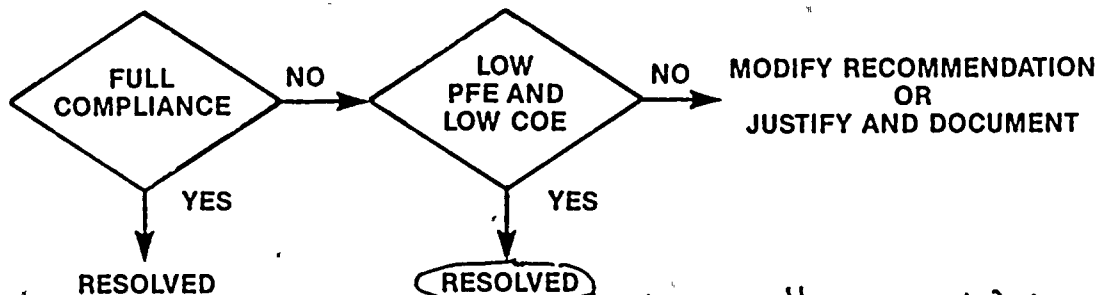 FULL
COMPLIANCE
NO
LOW
PFE AND
LOW COE
NO
MODIFY RECOMMENDATION
OR
JUSTIFY AND DOCUMENT
YES
YES
RESOLVED
RESOLVED